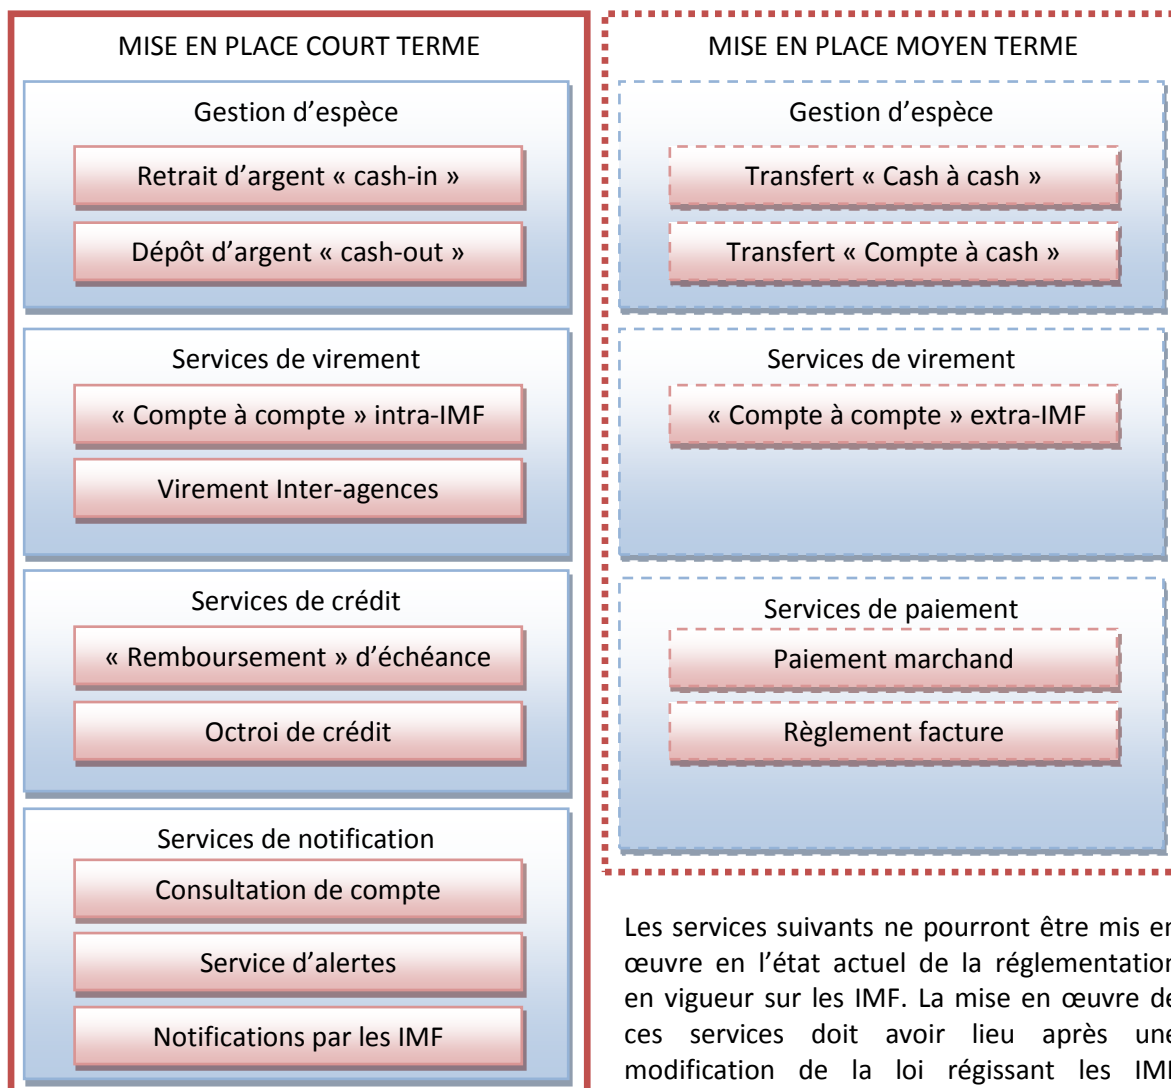 MISE EN PLACE COURT TERME
Gestion d'espèce
Retrait d'argent « cash-in »
Dépôt d'argent « cash-out »
Services de virement
« Compte à compte » intra-IMF
Virement Inter-agences
Services de crédit
« Remboursement » d'échéance
Octroi de crédit
Services de notification
Consultation de compte
Service d'alertes
Notifications par les IMF
MISE EN PLACE MOYEN TERME
Gestion d'espèce
Transfert « Cash à cash »
Transfert « Compte à cash »
Services de virement
« Compte à compte » extra-IMF
Services de paiement
Paiement marchand
Règlement facture
Les services suivants ne pourront être mis en
œuvre en l'état actuel de la réglementation
en vigueur sur les IMF. La mise en œuvre de
ces services doit avoir lieu après une
modification de la loi régissant les IMF